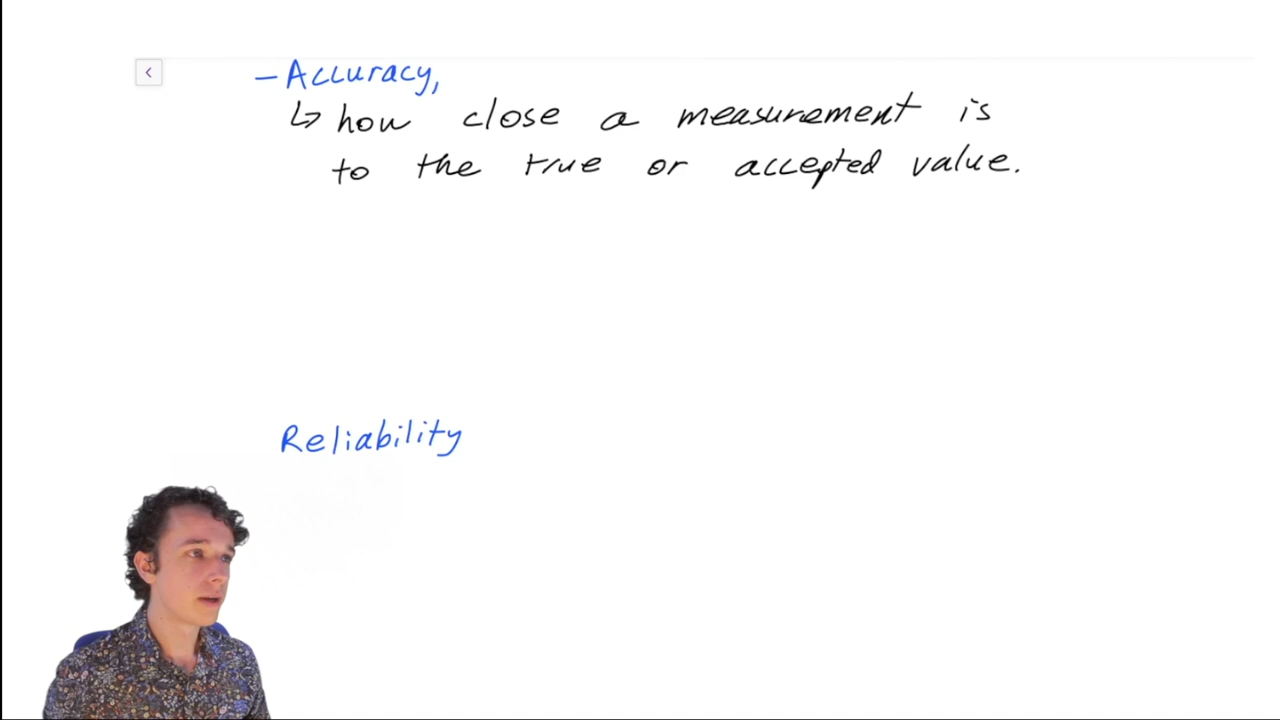 – Accuracy,
↳ how close a measurement is
to the true or accepted value.
Reliability